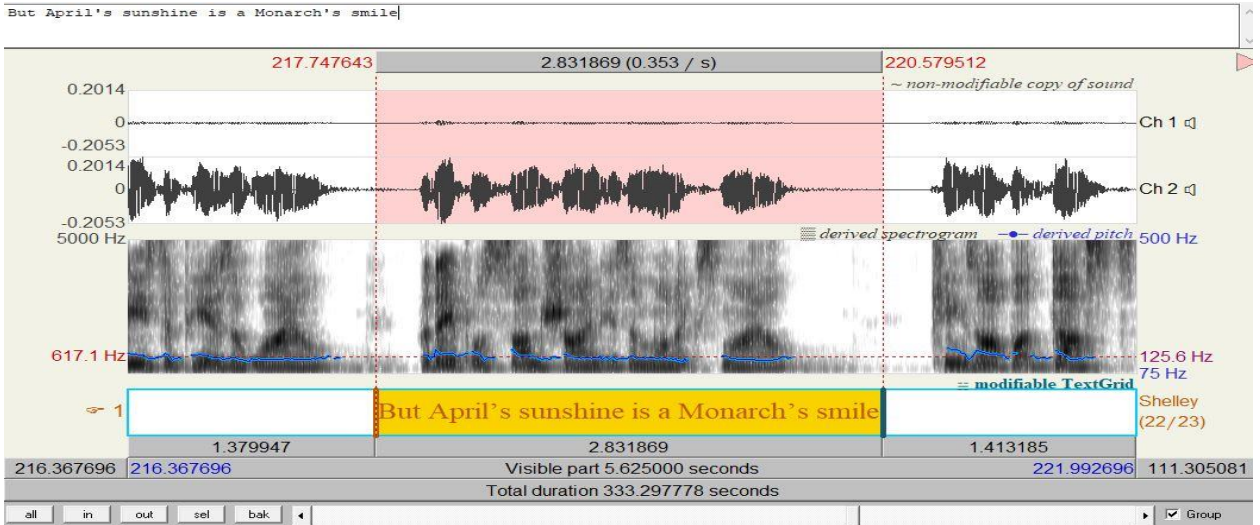 But April's sunshine is a Monarch's smile
217.747643 2.831869 (0.353 / s) 220.579512
~ non-modifiable copy of sound
0.2014
0 Ch 1
-0.2053
0.2014
0 Ch 2
-0.2053
derived spectrogram derived pitch
5000 Hz 500 Hz
617.1 Hz 125.6 Hz
75 Hz
modifiable TextGrid
1 But April's sunshine is a Monarch's smile Shelley
(22/23)
1.379947 2.831869 1.413185
216.367696 216.367696 Visible part 5.625000 seconds 221.992696 111.305081
Total duration 333.297778 seconds
all in out sel bak Group